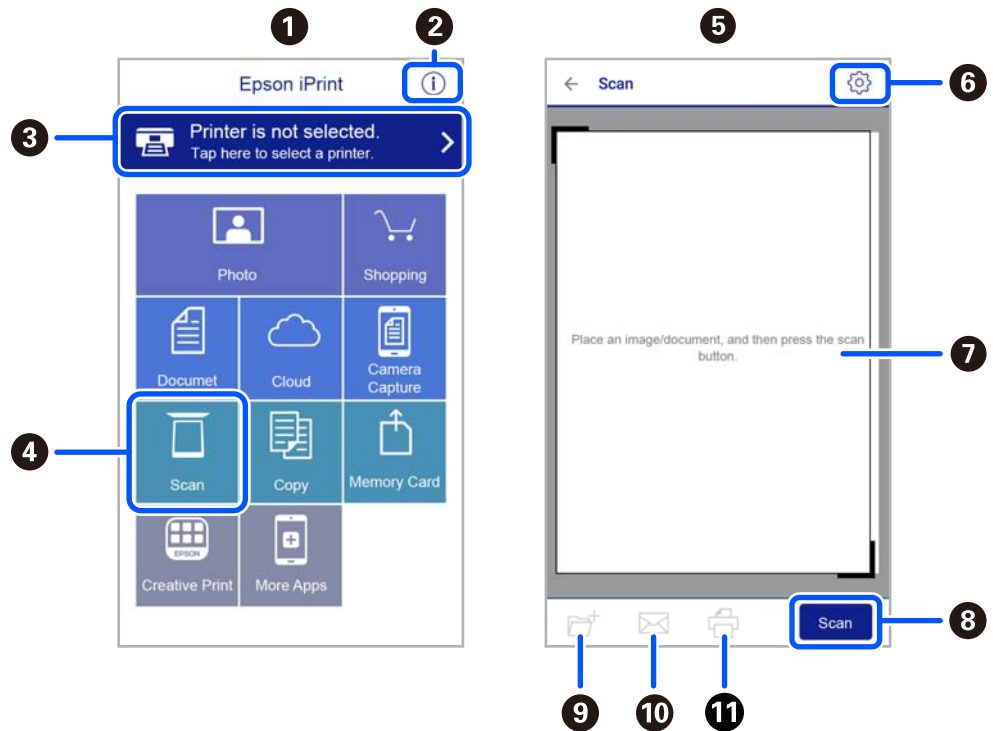 1
2
5
Epson iPrint
i
Scan
6
3
Printer is not selected.
Tap here to select a printer.
Photo
Shopping
Place an image/document, and then press the scan
button.
7
Documet
Cloud
Camera
Capture
4
Scan
Copy
Memory Card
EPSON
Creative Print
More Apps
Scan
8
9
10
11